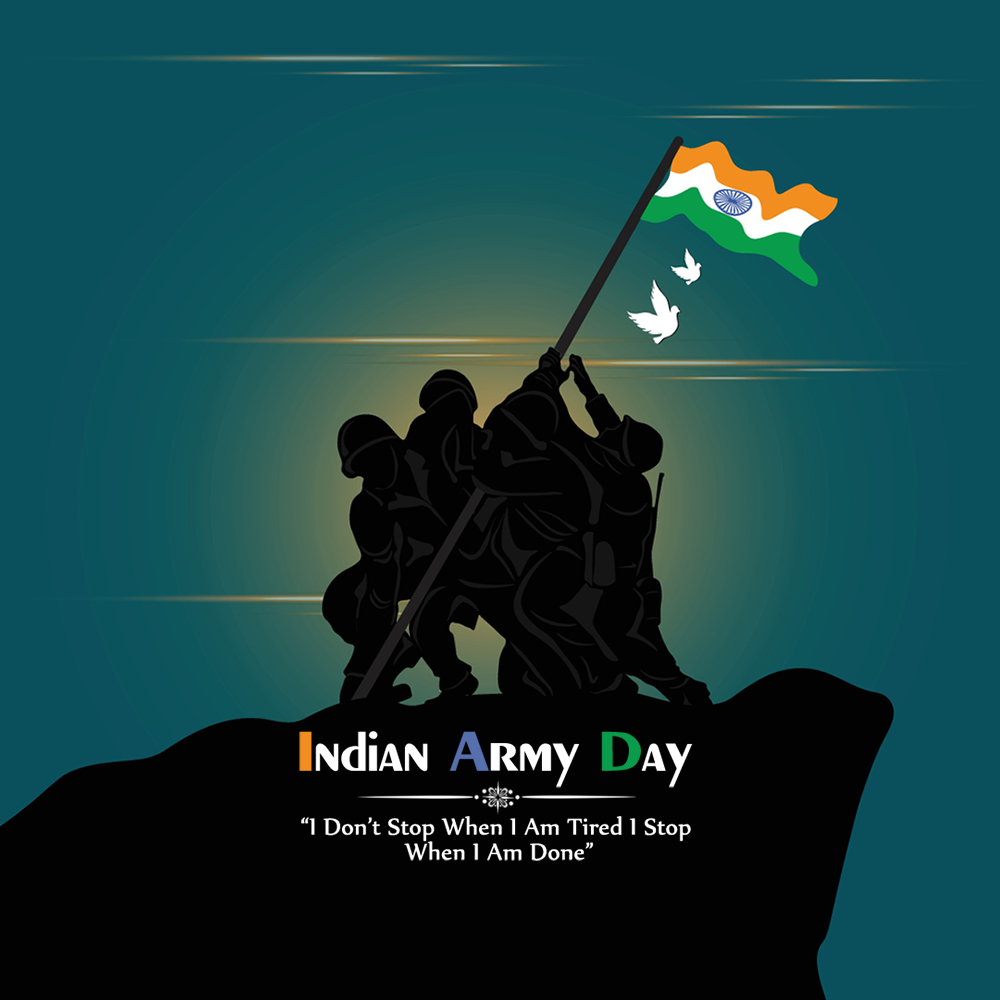 Indian Army Day
“I Don’t Stop When I Am Tired I Stop
When I Am Done”